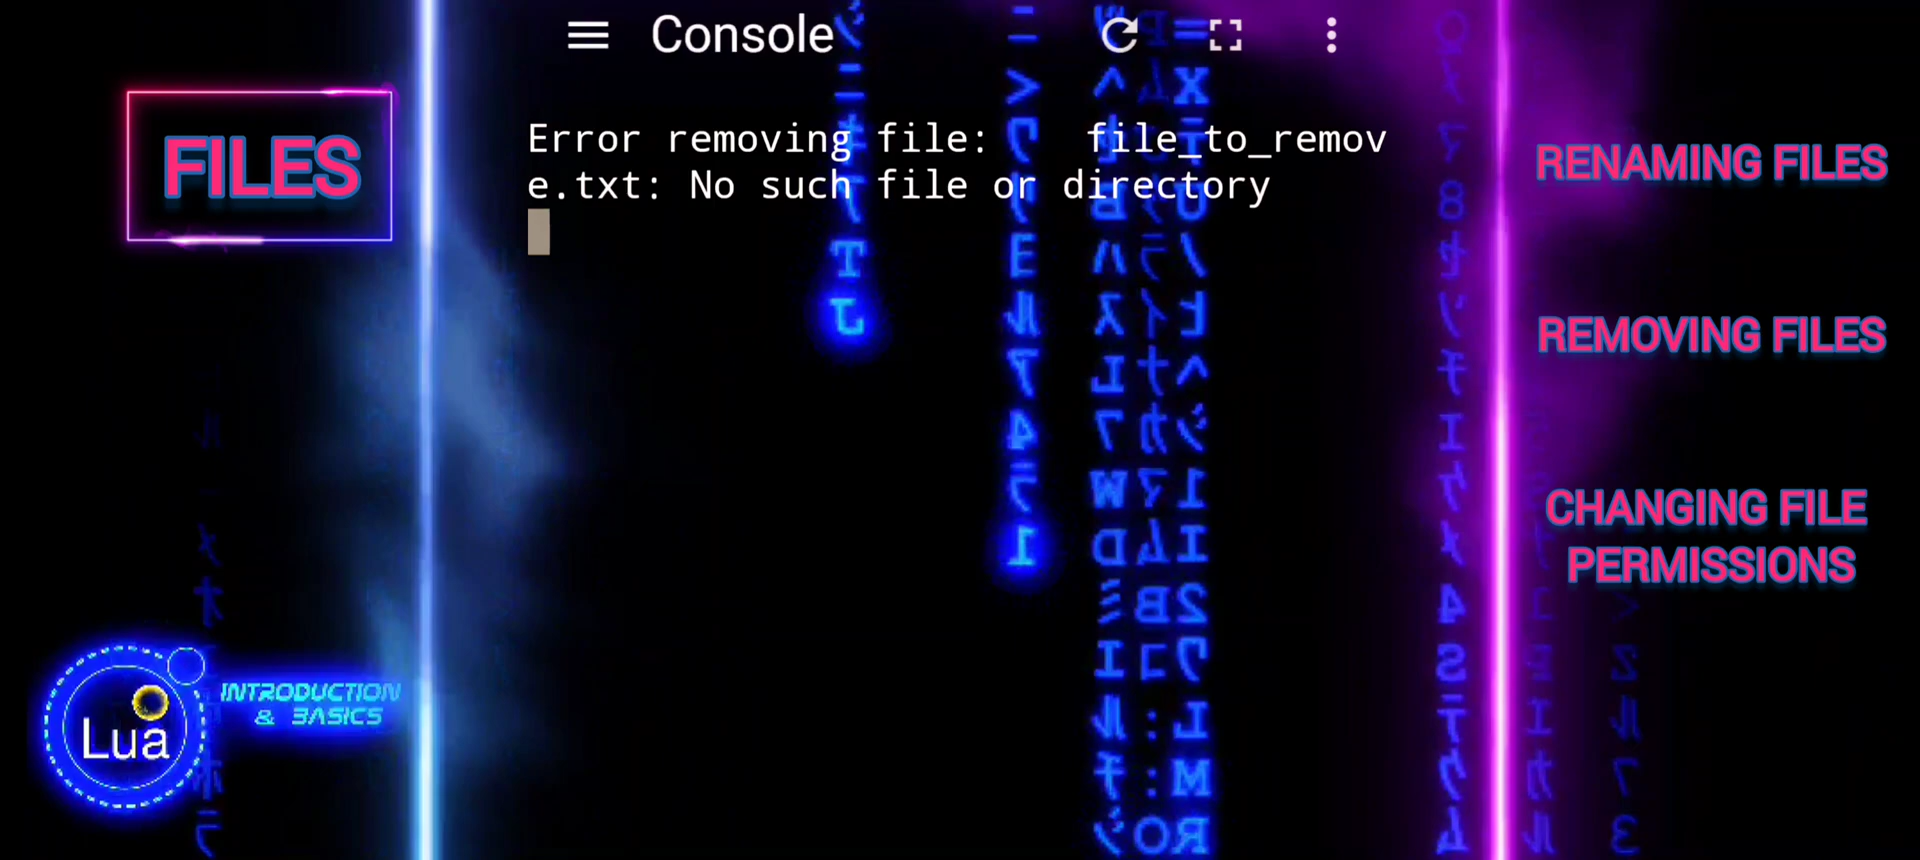 Console
FILES
Error removing file:    file_to_remov
e.txt: No such file or directory
RENAMING FILES
REMOVING FILES
CHANGING FILE
PERMISSIONS
INTRODUCTION
& BASICS
Lua